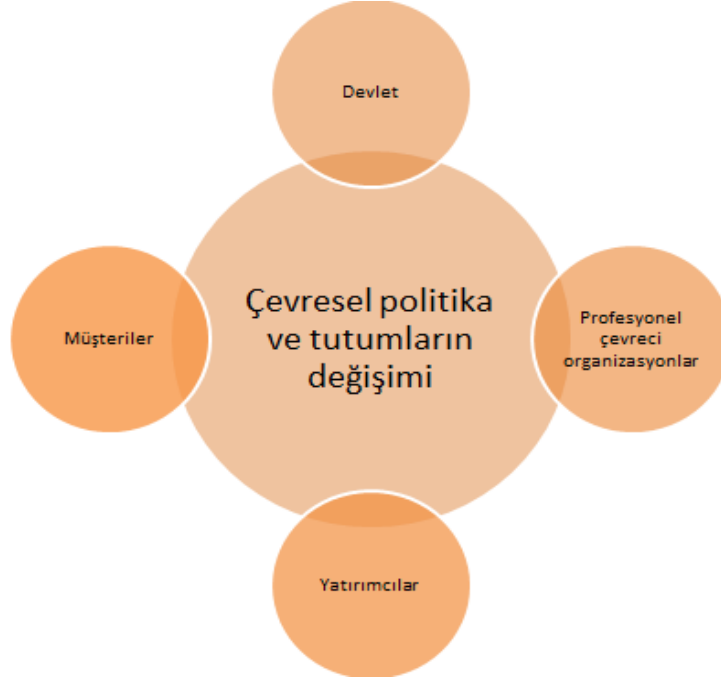 Devlet
Müşteriler
Çevresel politika
ve tutumların
değişimi
Profesyonel
çevreci
organizasyonlar
Yatırımcılar